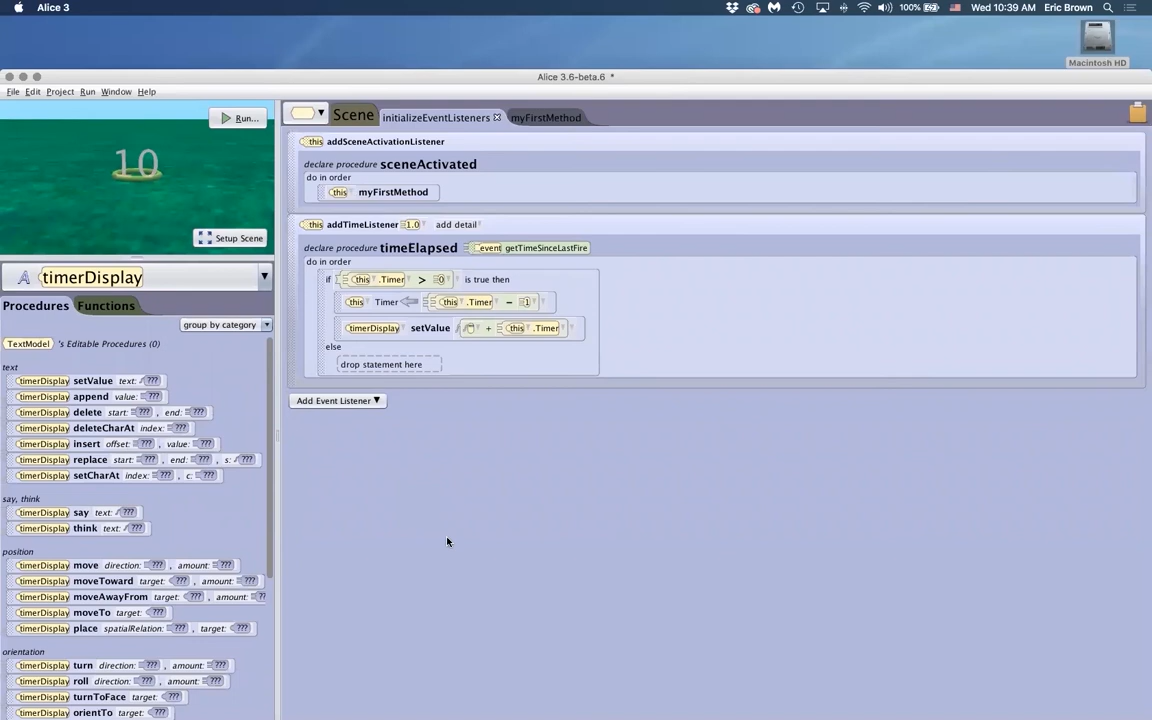 Alice 3
100%
Wed 10:39 AM Eric Brown
Macintosh HD
Alice 3.6-beta.6 *
File Edit Project Run Window Help
Run...
10
Setup Scene
Scene initializeEventListeners myFirstMethod
this addSceneActivationListener
declare procedure sceneActivated
do in order
this myFirstMethod
this addTimeListener 1.0 add detail
declare procedure timeElapsed event getTimeSinceLastFire
do in order
if this .Timer > 0 is true then
this Timer this .Timer - 1
timerDisplay setValue + this .Timer
else
drop statement here
Add Event Listener
timerDisplay
Procedures Functions
group by category
TextModel 's Editable Procedures (0)
text
timerDisplay setValue text: ???
timerDisplay append value: ???
timerDisplay delete start: ??? , end: ???
timerDisplay deleteCharAt index: ???
timerDisplay insert offset: ??? , value: ???
timerDisplay replace start: ??? , end: ??? , s: ???
timerDisplay setCharAt index: ??? , c: ???
say, think
timerDisplay say text: ???
timerDisplay think text: ???
position
timerDisplay move direction: ??? , amount: ???
timerDisplay moveToward target: ??? , amount: ???
timerDisplay moveAwayFrom target: ??? , amount: ??
timerDisplay moveTo target: ???
timerDisplay place spatialRelation: ??? , target: ???
orientation
timerDisplay turn direction: ??? , amount: ???
timerDisplay roll direction: ??? , amount: ???
timerDisplay turnToFace target: ???
timerDisplay orientTo target: ???